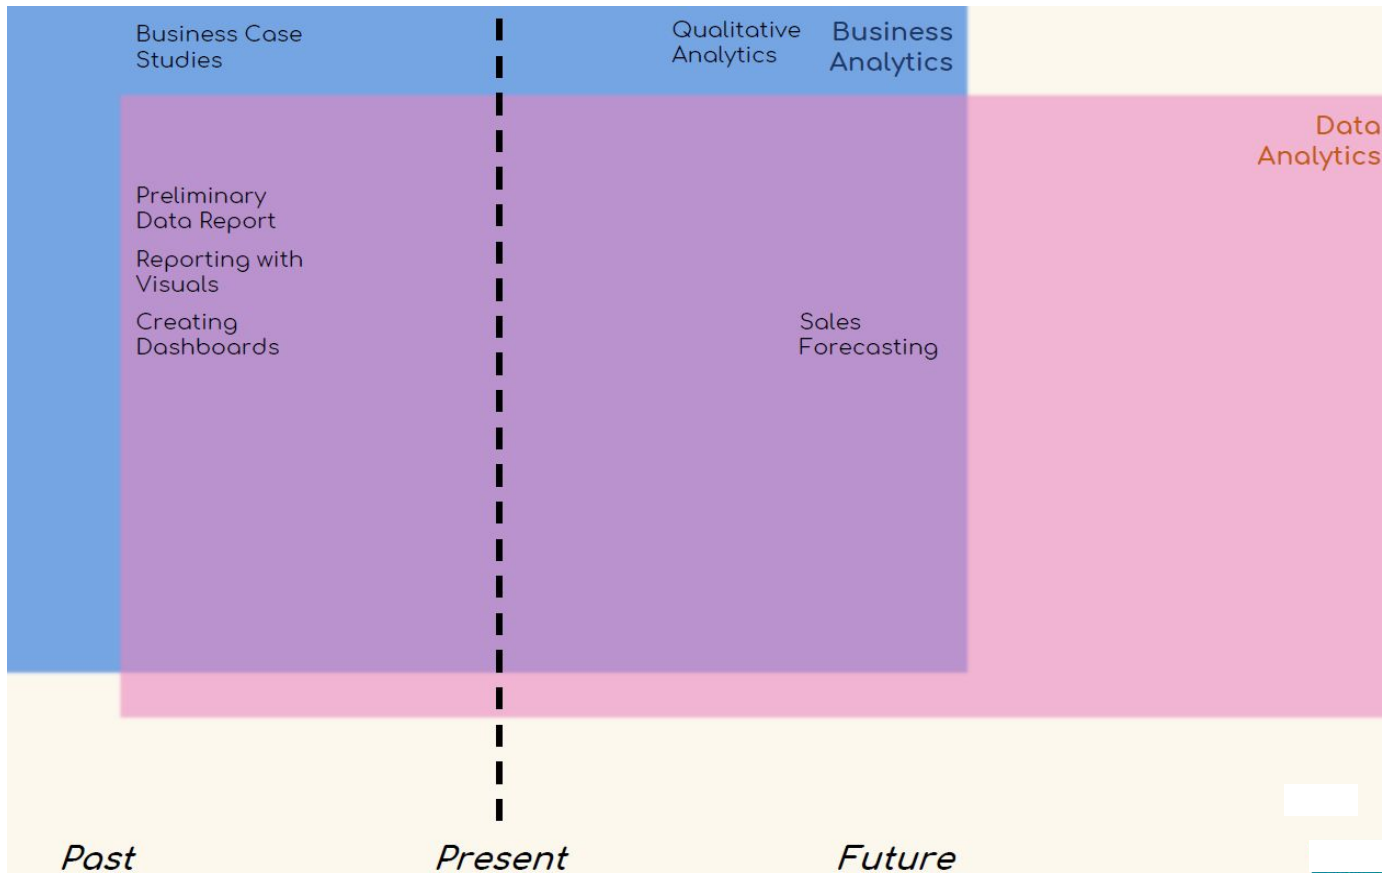 Business Case
Studies
Qualitative
Analytics
Business
Analytics
Data
Analytics
Preliminary
Data Report
Reporting with
Visuals
Creating
Dashboards
Sales
Forecasting
Past
Present
Future